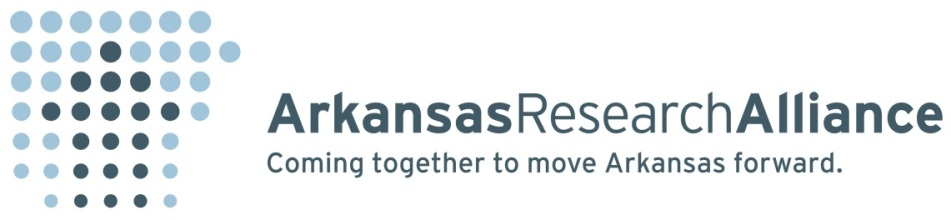 ArkansasResearchAlliance
Coming together to move Arkansas forward.